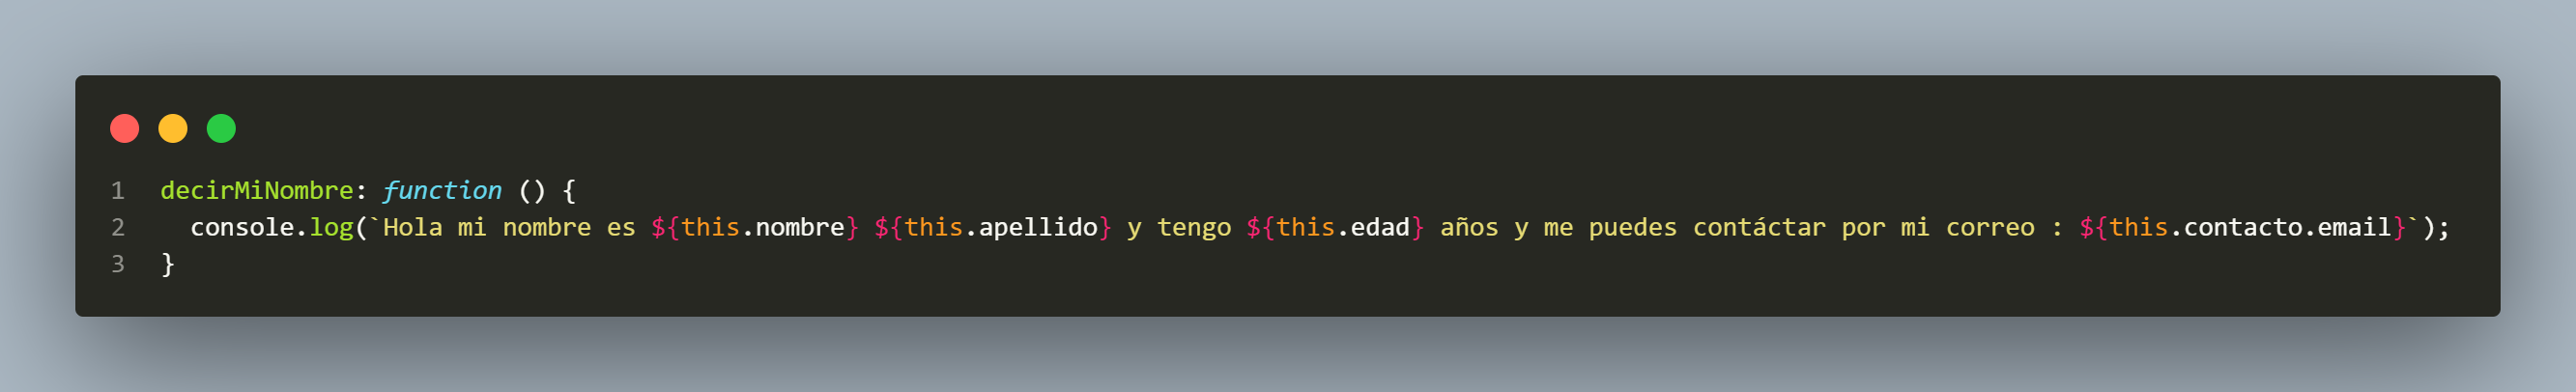 1 decirMiNombre: function () {
2 console.log(`Hola mi nombre es ${this.nombre} ${this.apellido} y tengo ${this.edad} años y me puedes contáctar por mi correo : ${this.contacto.email}`);
3 }